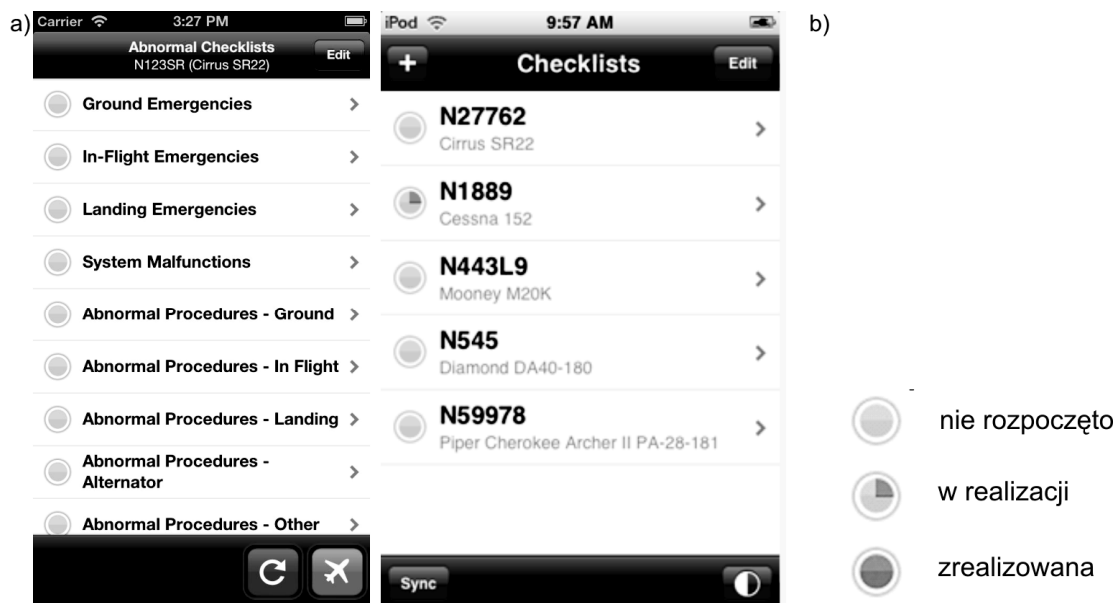 a)
Carrier 3:27 PM
Abnormal Checklists
N123SR (Cirrus SR22)
Edit
Ground Emergencies
In-Flight Emergencies
Landing Emergencies
System Malfunctions
Abnormal Procedures - Ground
Abnormal Procedures - In Flight
Abnormal Procedures - Landing
Abnormal Procedures -
Alternator
Abnormal Procedures - Other
iPod 9:57 AM
+ Checklists Edit
N27762
Cirrus SR22
N1889
Cessna 152
N443L9
Mooney M20K
N545
Diamond DA40-180
N59978
Piper Cherokee Archer II PA-28-181
Sync
b)
-
nie rozpoczęto
w realizacji
zrealizowana